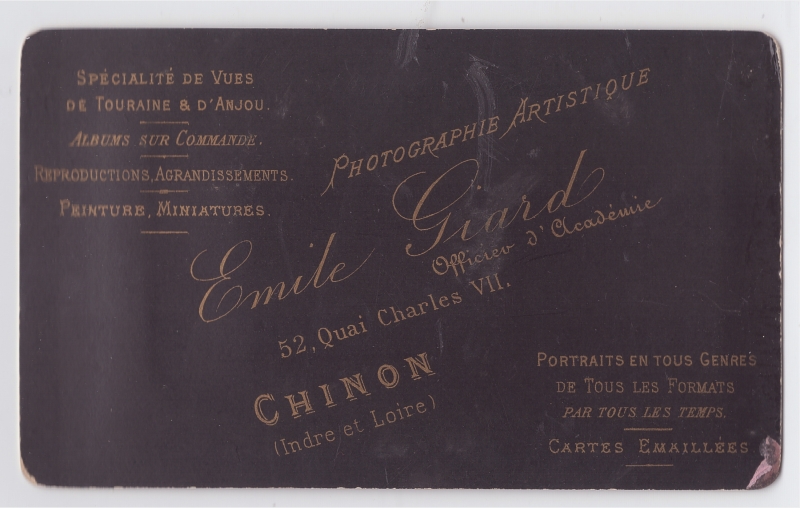 SPÉCIALITÉ DE VUES
DE TOURAINE & D'ANJOU.
ALBUMS SUR COMMANDE.
REPRODUCTIONS, AGRANDISSEMENTS.
PEINTURE, MINIATURES.
PHOTOGRAPHIE ARTISTIQUE
Emile Giard
Officier d'Académie
52, Quai Charles VII.
CHINON
(Indre et Loire)
PORTRAITS EN TOUS GENRES
DE TOUS LES FORMATS
PAR TOUS LES TEMPS.
CARTES EMAILLÉES.